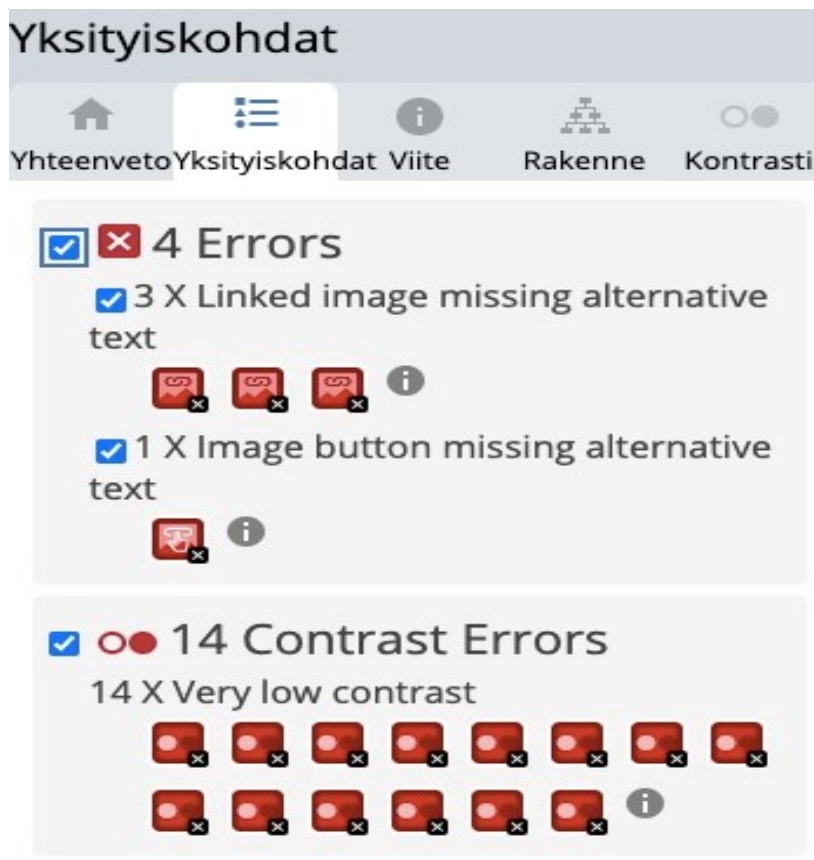 Yksityiskohdat
Yhteenveto Yksityiskohdat Viite Rakenne Kontrasti
4 Errors
3 X Linked image missing alternative
text
1 X Image button missing alternative
text
14 Contrast Errors
14 X Very low contrast